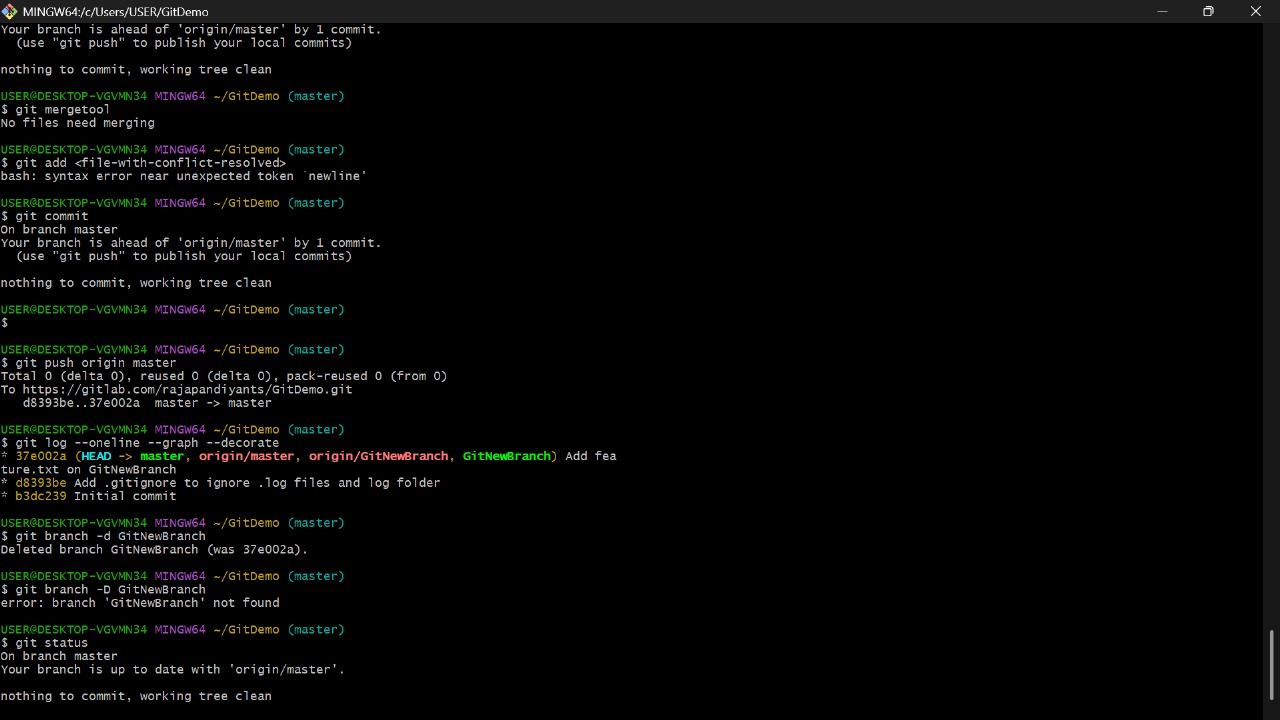 MINGW64:/c/Users/USER/GitDemo
Your branch is ahead of 'origin/master' by 1 commit.
  (use "git push" to publish your local commits)
nothing to commit, working tree clean
USER@DESKTOP-VGVMN34 MINGW64 ~/GitDemo (master)
$ git mergetool
No files need merging
USER@DESKTOP-VGVMN34 MINGW64 ~/GitDemo (master)
$ git add <file-with-conflict-resolved>
bash: syntax error near unexpected token `newline'
USER@DESKTOP-VGVMN34 MINGW64 ~/GitDemo (master)
$ git commit
On branch master
Your branch is ahead of 'origin/master' by 1 commit.
  (use "git push" to publish your local commits)
nothing to commit, working tree clean
USER@DESKTOP-VGVMN34 MINGW64 ~/GitDemo (master)
$
USER@DESKTOP-VGVMN34 MINGW64 ~/GitDemo (master)
$ git push origin master
Total 0 (delta 0), reused 0 (delta 0), pack-reused 0 (from 0)
To https://gitlab.com/rajapandiyants/GitDemo.git
   d8393be..37e002a  master -> master
USER@DESKTOP-VGVMN34 MINGW64 ~/GitDemo (master)
$ git log --oneline --graph --decorate
* 37e002a (HEAD -> master, origin/master, origin/GitNewBranch, GitNewBranch) Add fea
ture.txt on GitNewBranch
* d8393be Add .gitignore to ignore .log files and log folder
* b3dc239 Initial commit
USER@DESKTOP-VGVMN34 MINGW64 ~/GitDemo (master)
$ git branch -d GitNewBranch
Deleted branch GitNewBranch (was 37e002a).
USER@DESKTOP-VGVMN34 MINGW64 ~/GitDemo (master)
$ git branch -D GitNewBranch
error: branch 'GitNewBranch' not found
USER@DESKTOP-VGVMN34 MINGW64 ~/GitDemo (master)
$ git status
On branch master
Your branch is up to date with 'origin/master'.
nothing to commit, working tree clean